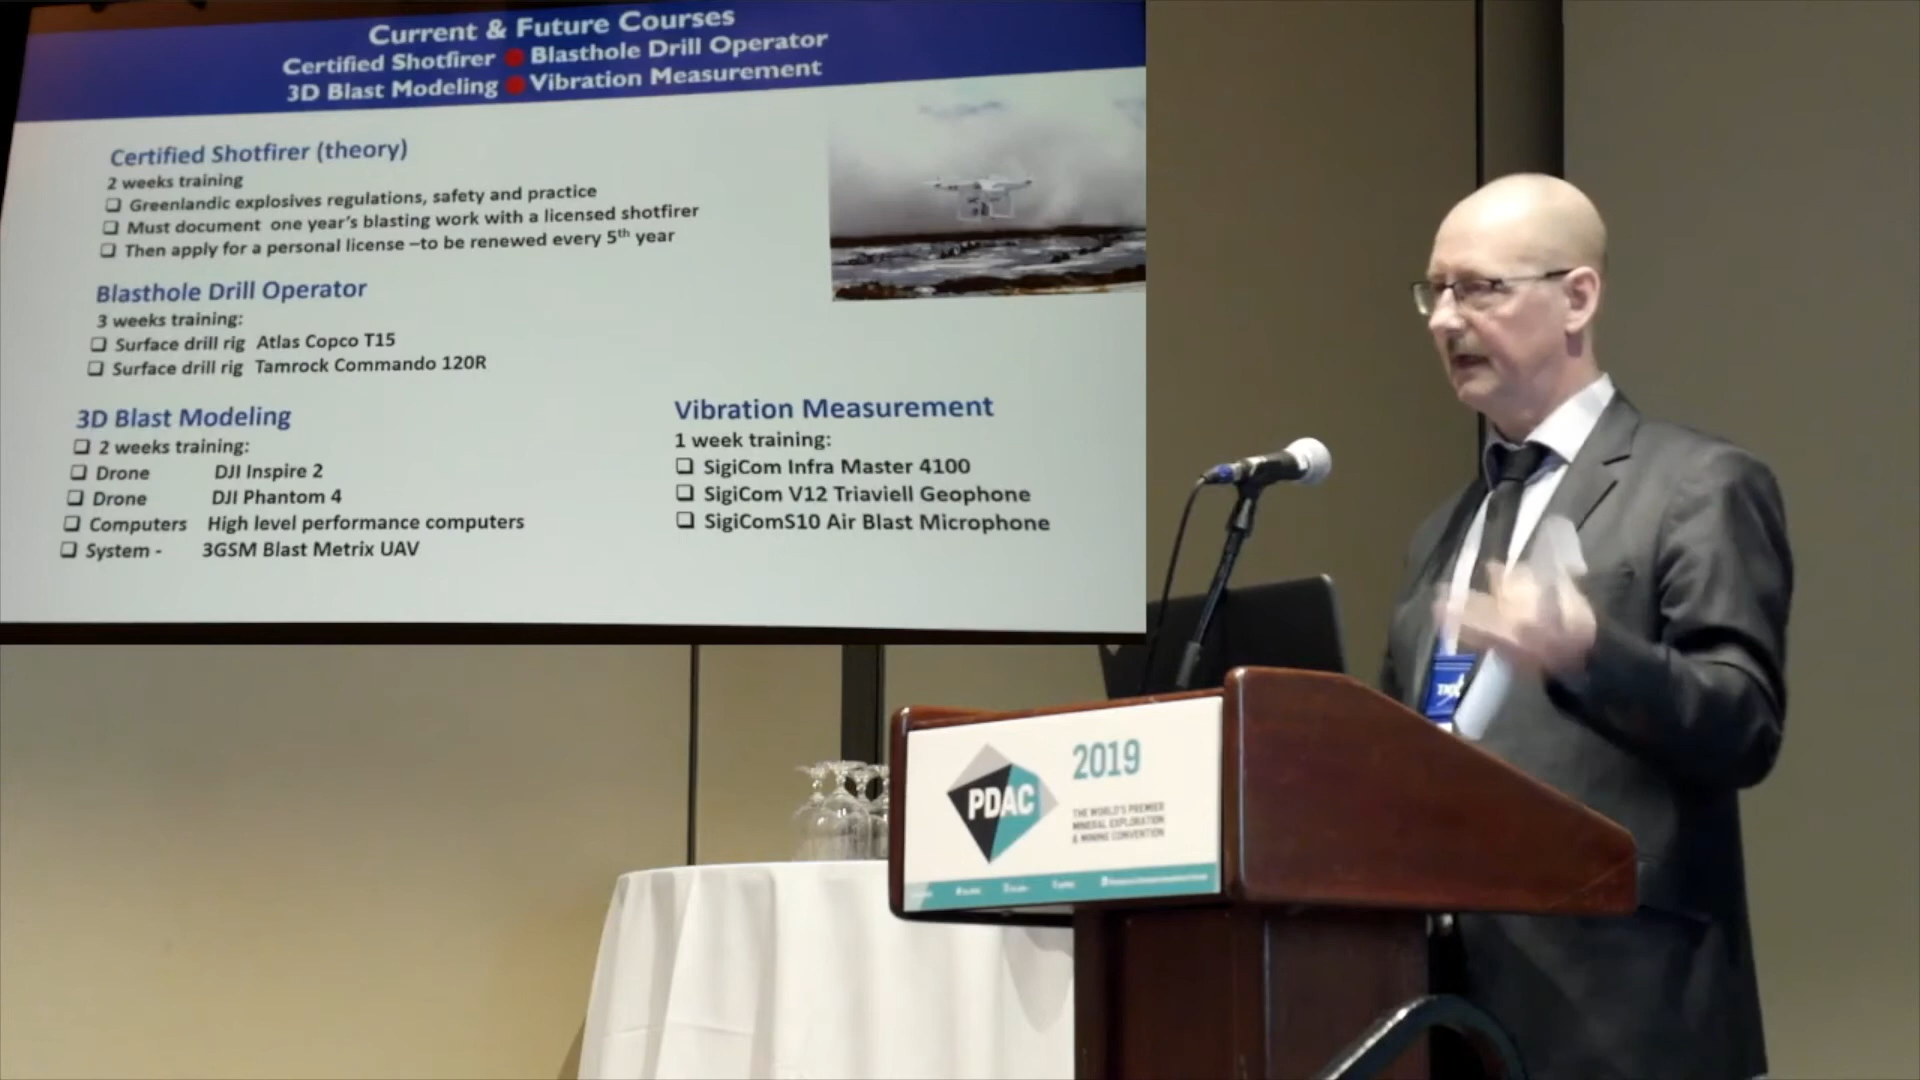 Current & Future Courses
Certified Shotfirer Blasthole Drill Operator
3D Blast Modeling Vibration Measurement
Certified Shotfirer (theory)
2 weeks training
Greenlandic explosives regulations, safety and practice
Must document one year's blasting work with a licensed shotfirer
Then apply for a personal license –to be renewed every 5th year
Blasthole Drill Operator
3 weeks training:
Surface drill rig Atlas Copco T15
Surface drill rig Tamrock Commando 120R
3D Blast Modeling
2 weeks training:
Drone DJI Inspire 2
Drone DJI Phantom 4
Computers High level performance computers
System - 3GSM Blast Metrix UAV
Vibration Measurement
1 week training:
SigiCom Infra Master 4100
SigiCom V12 Triaviell Geophone
SigiComS10 Air Blast Microphone
PDAC
2019
THE WORLD'S PREMIER
MINERAL EXPLORATION
& MINING CONVENTION